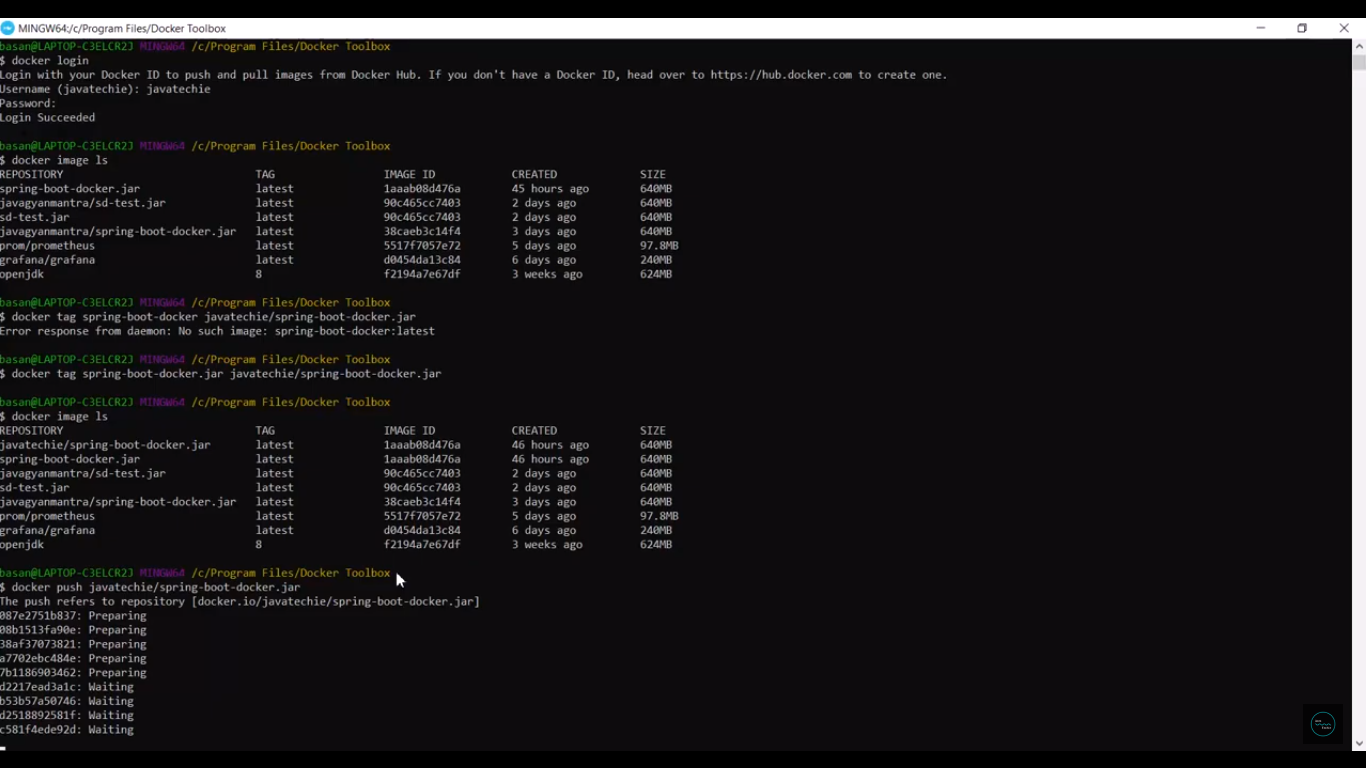 MINGW64:/c/Program Files/Docker Toolbox
basan@LAPTOP-C3ELCR2J MINGW64 /c/Program Files/Docker Toolbox
$ docker login
Login with your Docker ID to push and pull images from Docker Hub. If you don't have a Docker ID, head over to https://hub.docker.com to create one.
Username (javatechie): javatechie
Password:
Login Succeeded
basan@LAPTOP-C3ELCR2J MINGW64 /c/Program Files/Docker Toolbox
$ docker image ls
REPOSITORY TAG IMAGE ID CREATED SIZE
spring-boot-docker.jar latest 1aaab08d476a 45 hours ago 640MB
javagyanmantra/sd-test.jar latest 90c465cc7403 2 days ago 640MB
sd-test.jar latest 90c465cc7403 2 days ago 640MB
javagyanmantra/spring-boot-docker.jar latest 38caeb3c14f4 3 days ago 640MB
prom/prometheus latest 5517f7057e72 5 days ago 97.8MB
grafana/grafana latest d0454da13c84 6 days ago 240MB
openjdk 8 f2194a7e67df 3 weeks ago 624MB
basan@LAPTOP-C3ELCR2J MINGW64 /c/Program Files/Docker Toolbox
$ docker tag spring-boot-docker javatechie/spring-boot-docker.jar
Error response from daemon: No such image: spring-boot-docker:latest
basan@LAPTOP-C3ELCR2J MINGW64 /c/Program Files/Docker Toolbox
$ docker tag spring-boot-docker.jar javatechie/spring-boot-docker.jar
basan@LAPTOP-C3ELCR2J MINGW64 /c/Program Files/Docker Toolbox
$ docker image ls
REPOSITORY TAG IMAGE ID CREATED SIZE
javatechie/spring-boot-docker.jar latest 1aaab08d476a 46 hours ago 640MB
spring-boot-docker.jar latest 1aaab08d476a 46 hours ago 640MB
javagyanmantra/sd-test.jar latest 90c465cc7403 2 days ago 640MB
sd-test.jar latest 90c465cc7403 2 days ago 640MB
javagyanmantra/spring-boot-docker.jar latest 38caeb3c14f4 3 days ago 640MB
prom/prometheus latest 5517f7057e72 5 days ago 97.8MB
grafana/grafana latest d0454da13c84 6 days ago 240MB
openjdk 8 f2194a7e67df 3 weeks ago 624MB
basan@LAPTOP-C3ELCR2J MINGW64 /c/Program Files/Docker Toolbox
$ docker push javatechie/spring-boot-docker.jar
The push refers to repository [docker.io/javatechie/spring-boot-docker.jar]
087e2751b837: Preparing
08b1513fa90e: Preparing
38af37073821: Preparing
a7702ebc484e: Preparing
7b1186903462: Preparing
d2217ead3a1c: Waiting
b53b57a50746: Waiting
d2518892581f: Waiting
c581f4ede92d: Waiting